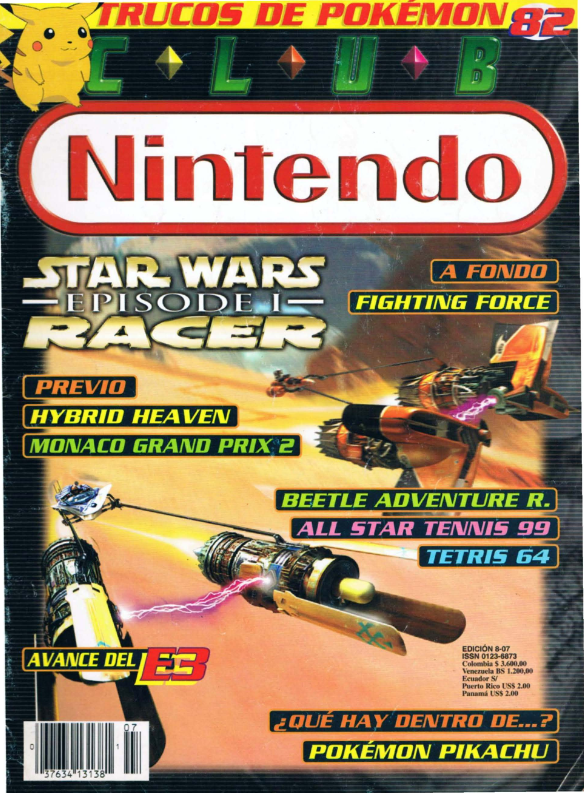 TRUCOS DE POKÉMON 82
CLUB
Nintendo
STAR WARS
EPISODE I
RACER
A FONDO
FIGHTING FORCE
PREVIO
HYBRID HEAVEN
MONACO GRAND PRIX 2
BEETLE ADVENTURE R.
ALL STAR TENNIS 99
TETRIS 64
AVANCE DEL E3
EDICIÓN 8-07
ISSN 0123-6873
Colombia $ 3,600,00
Venezuela BS 1.200,00
Ecuador S/
Puerto Rico US$ 2.00
Panamá US$ 2.00
¿QUÉ HAY DENTRO DE...?
POKÉMON PIKACHU
07
0 37634 13138 1